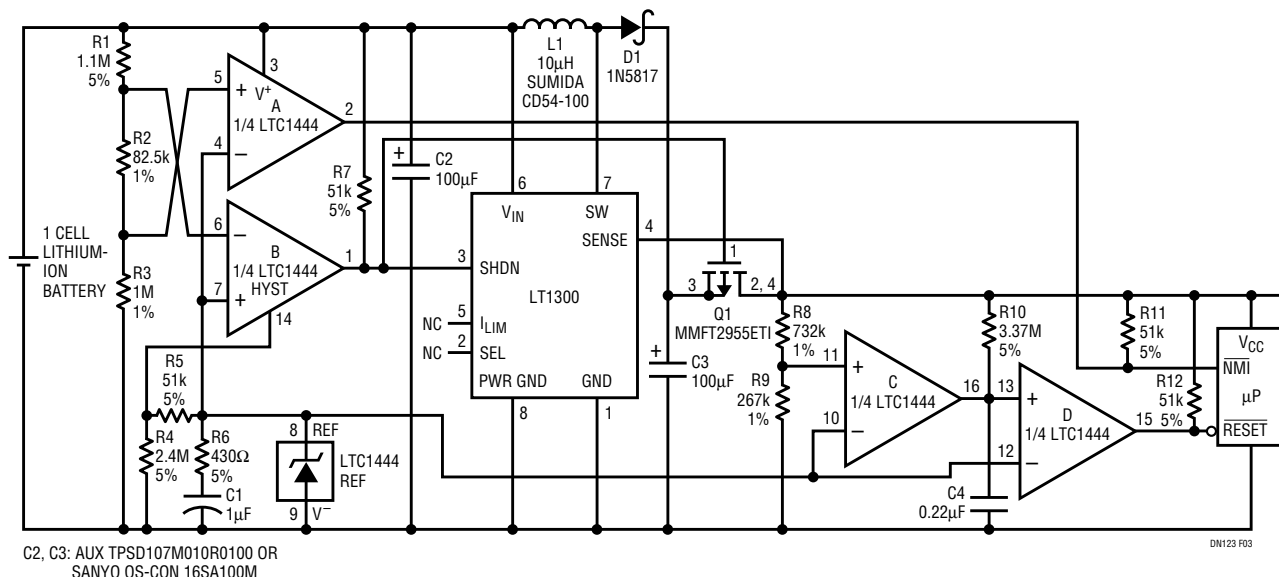 R1
1.1M
5%
R2
82.5k
1%
R3
1M
1%
1 CELL
LITHIUM-
ION
BATTERY
5
+
4
−
3
V+
A
1/4 LTC1444
2
6
−
7
+
B
1/4 LTC1444
HYST
14
1
R5
51k
5%
R4
2.4M
5%
R6
430Ω
5%
C1
1µF
8
REF
LTC1444
REF
9
V−
R7
51k
5%
+
C2
100µF
L1
10µH
SUMIDA
CD54-100
D1
1N5817
6
7
VIN
SW
SENSE
4
3
SHDN
LT1300
NC
5
ILIM
NC
2
SEL
PWR GND
GND
8
1
1
3
2, 4
Q1
MMFT2955ETI
+
C3
100µF
R8
732k
1%
R9
267k
1%
11
+
10
−
C
1/4 LTC1444
16
R10
3.37M
5%
13
+
12
−
D
1/4 LTC1444
15
C4
0.22µF
R11
51k
5%
R12
51k
5%
VCC
NMI
µP
RESET
C2, C3: AUX TPSD107M010R0100 OR
SANYO OS-CON 16SA100M
DN123 F03